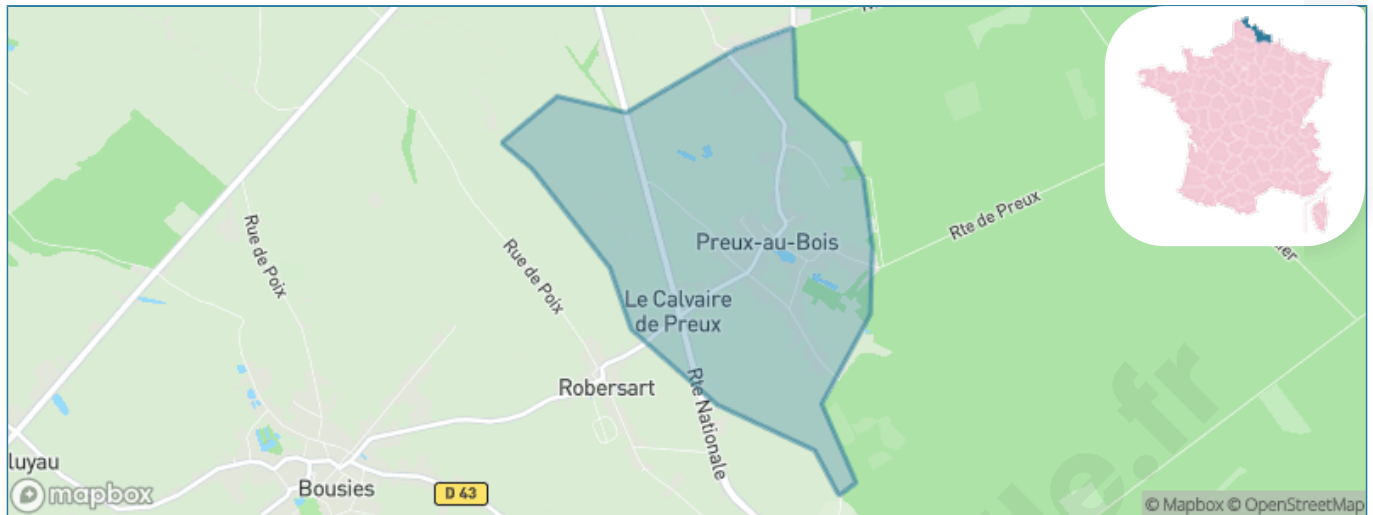 Rte de Preux
Rue de Poix
Rue de Poix
Preux-au-Bois
Le Calvaire
de Preux
Robersart
Rte Nationale
luyau
Bousies
D 43
mapbox
© Mapbox © OpenStreetMap